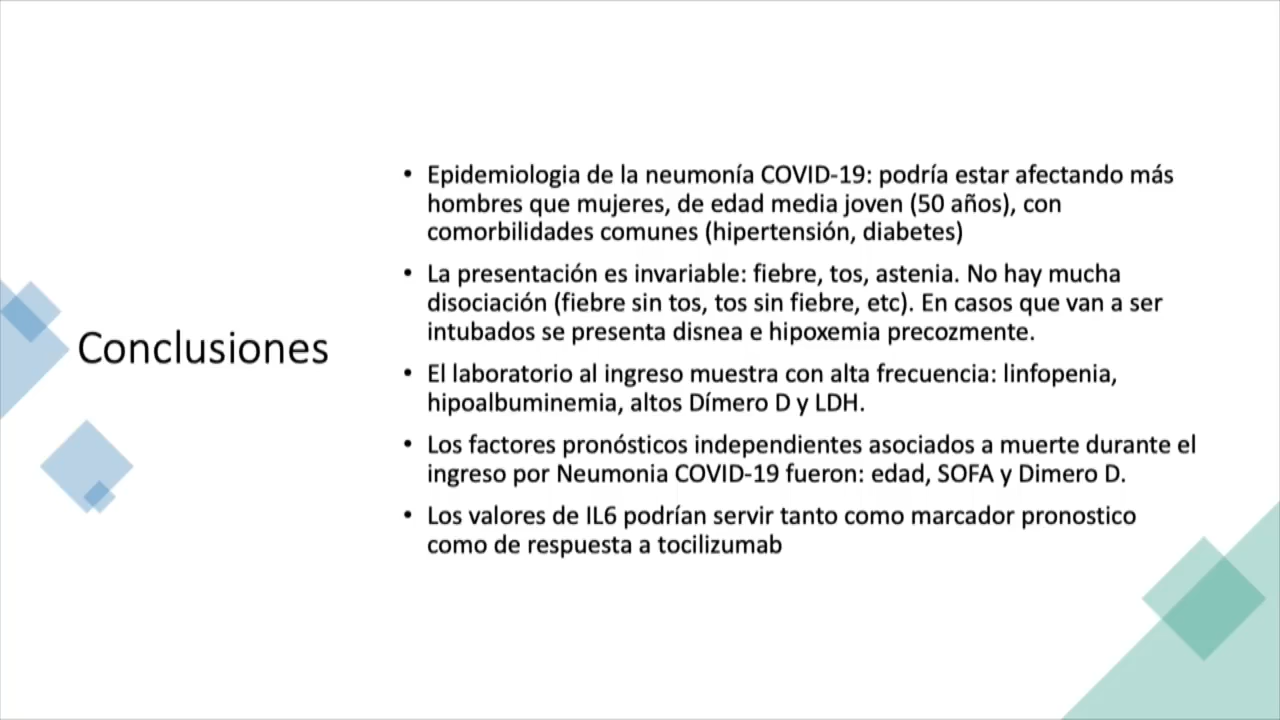 Conclusiones
• Epidemiologia de la neumonía COVID-19: podría estar afectando más
hombres que mujeres, de edad media joven (50 años), con
comorbilidades comunes (hipertensión, diabetes)
• La presentación es invariable: fiebre, tos, astenia. No hay mucha
disociación (fiebre sin tos, tos sin fiebre, etc). En casos que van a ser
intubados se presenta disnea e hipoxemia precozmente.
• El laboratorio al ingreso muestra con alta frecuencia: linfopenia,
hipoalbuminemia, altos Dímero D y LDH.
• Los factores pronósticos independientes asociados a muerte durante el
ingreso por Neumonia COVID-19 fueron: edad, SOFA y Dimero D.
• Los valores de IL6 podrían servir tanto como marcador pronostico
como de respuesta a tocilizumab